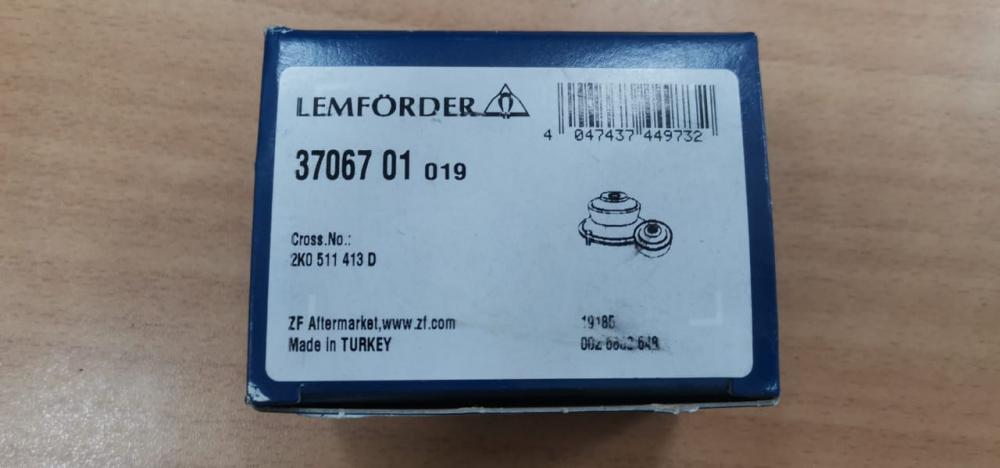 LEMFÖRDER
4 047437 449732
37067 01 019
Cross.No.:
2K0 511 413 D
ZF Aftermarket,www.zf.com
Made in TURKEY